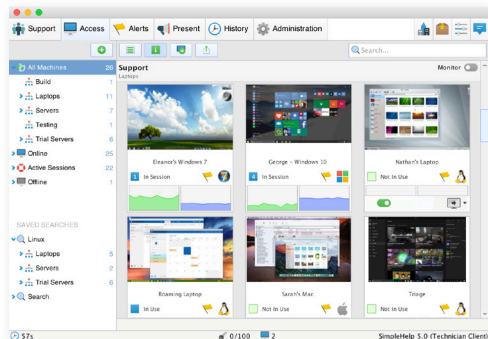 Support Access Alerts Present History Administration
Search...
All Machines 26
Build 1
Laptops 11
Servers 7
Testing 1
Trial Servers 6
Online 25
Active Sessions 22
Offline 1
SAVED SEARCHES
Linux
Laptops 5
Servers 2
Trial Servers 6
Search
Support
Laptops
Monitor
Eleanor's Windows 7
1 In Session
George - Windows 10
4 In Session
Nathan's Laptop
Not In Use
Roaming Laptop
In Use
Sarah's Mac
Not In Use
Triage
Not In Use
57s 0/100 2 SimpleHelp 5.0 (Technician Client)